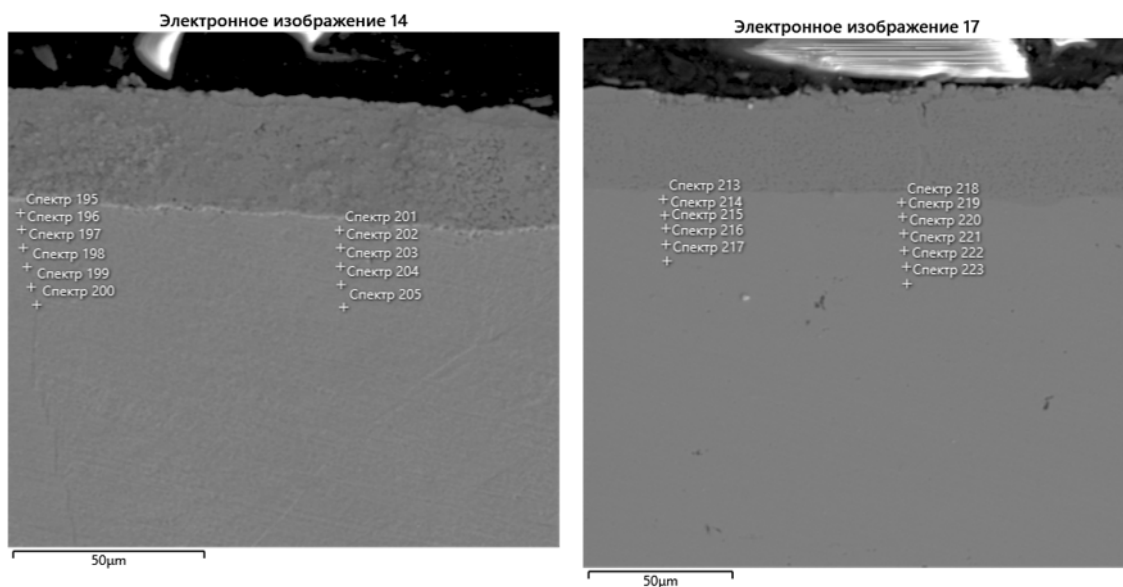 Электронное изображение 14
Спектр 195
Спектр 196
Спектр 197
Спектр 198
Спектр 199
Спектр 200
Спектр 201
Спектр 202
Спектр 203
Спектр 204
Спектр 205
50µm
Электронное изображение 17
Спектр 213
Спектр 214
Спектр 215
Спектр 216
Спектр 217
Спектр 218
Спектр 219
Спектр 220
Спектр 221
Спектр 222
Спектр 223
50µm